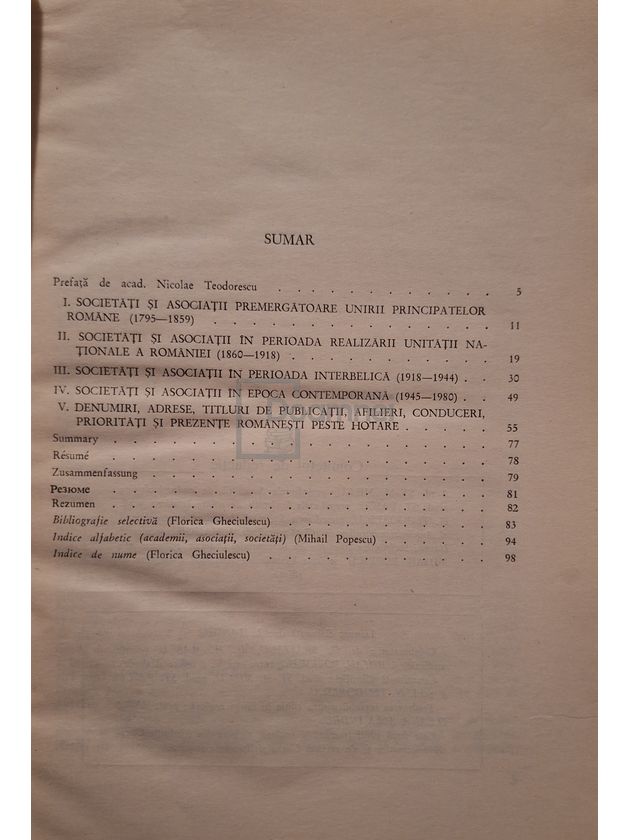 SUMAR
Prefață de acad. Nicolae Teodorescu . . . . . . . . . . . . 5
I. SOCIETĂȚI ȘI ASOCIAȚII PREMERGĂTOARE UNIRII PRINCIPATELOR
ROMÂNE (1795—1859) . . . . . . . . . . . . 11
II. SOCIETĂȚI ȘI ASOCIAȚII IN PERIOADA REALIZĂRII UNITĂȚII NA-
ȚIONALE A ROMÂNIEI (1860—1918) . . . . . . . . . . 19
III. SOCIETĂȚI ȘI ASOCIAȚII IN PERIOADA INTERBELICĂ (1918—1944) . . 30
IV. SOCIETĂȚI ȘI ASOCIAȚII IN EPOCA CONTEMPORANĂ (1945—1980) . . 49
V. DENUMIRI, ADRESE, TITLURI DE PUBLICAȚII, AFILIERI, CONDUCERI,
PRIORITĂȚI ȘI PREZENȚE ROMÂNEȘTI PESTE HOTARE . . . . . 55
Summary . . . . . . . . . . . . . . . . . . 77
Résumé . . . . . . . . . . . . . . . . . . 78
Zusammenfassung . . . . . . . . . . . . . . . . 79
Резюме . . . . . . . . . . . . . . . . . . 81
Rezumen . . . . . . . . . . . . . . . . . . 82
Bibliografie selectivă (Florica Gheciulescu) . . . . . . . . . . 83
Indice alfabetic (academii, asociații, societăți) (Mihail Popescu) . . . . . . 94
Indice de nume (Florica Gheciulescu) . . . . . . . . . . . 98